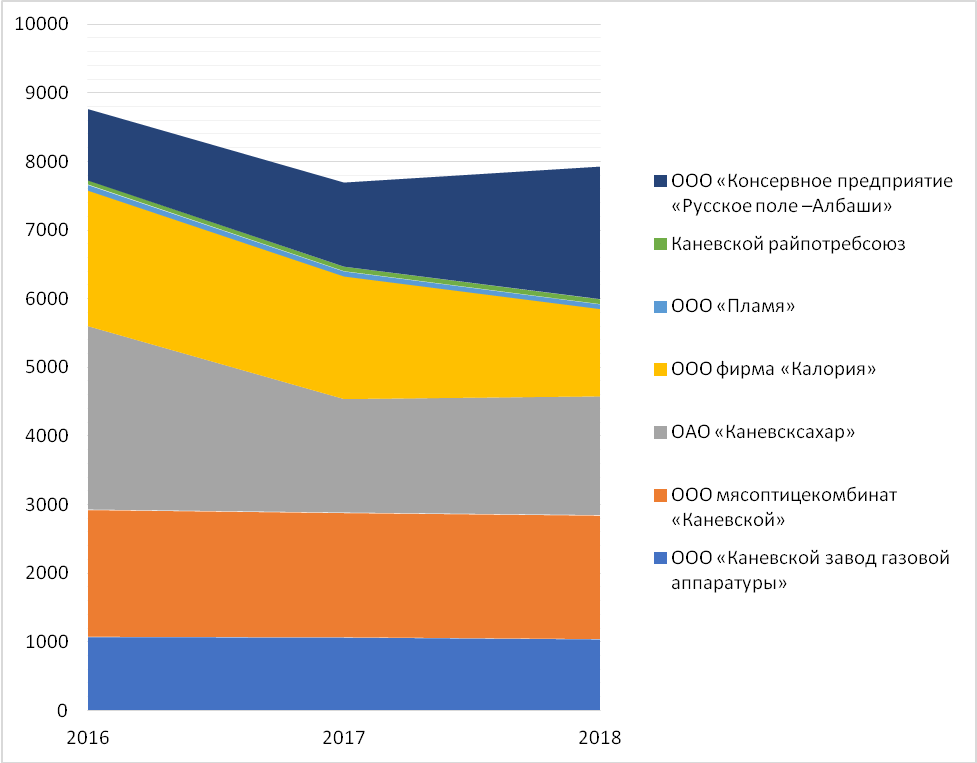 10000
9000
8000
7000
6000
5000
4000
3000
2000
1000
0
2016
2017
2018
ООО «Консервное предприятие
«Русское поле –Албаши»
Каневской райпотребсоюз
ООО «Пламя»
ООО фирма «Калория»
ОАО «Каневсксахар»
ООО мясоптицекомбинат
«Каневской»
ООО «Каневской завод газовой
аппаратуры»